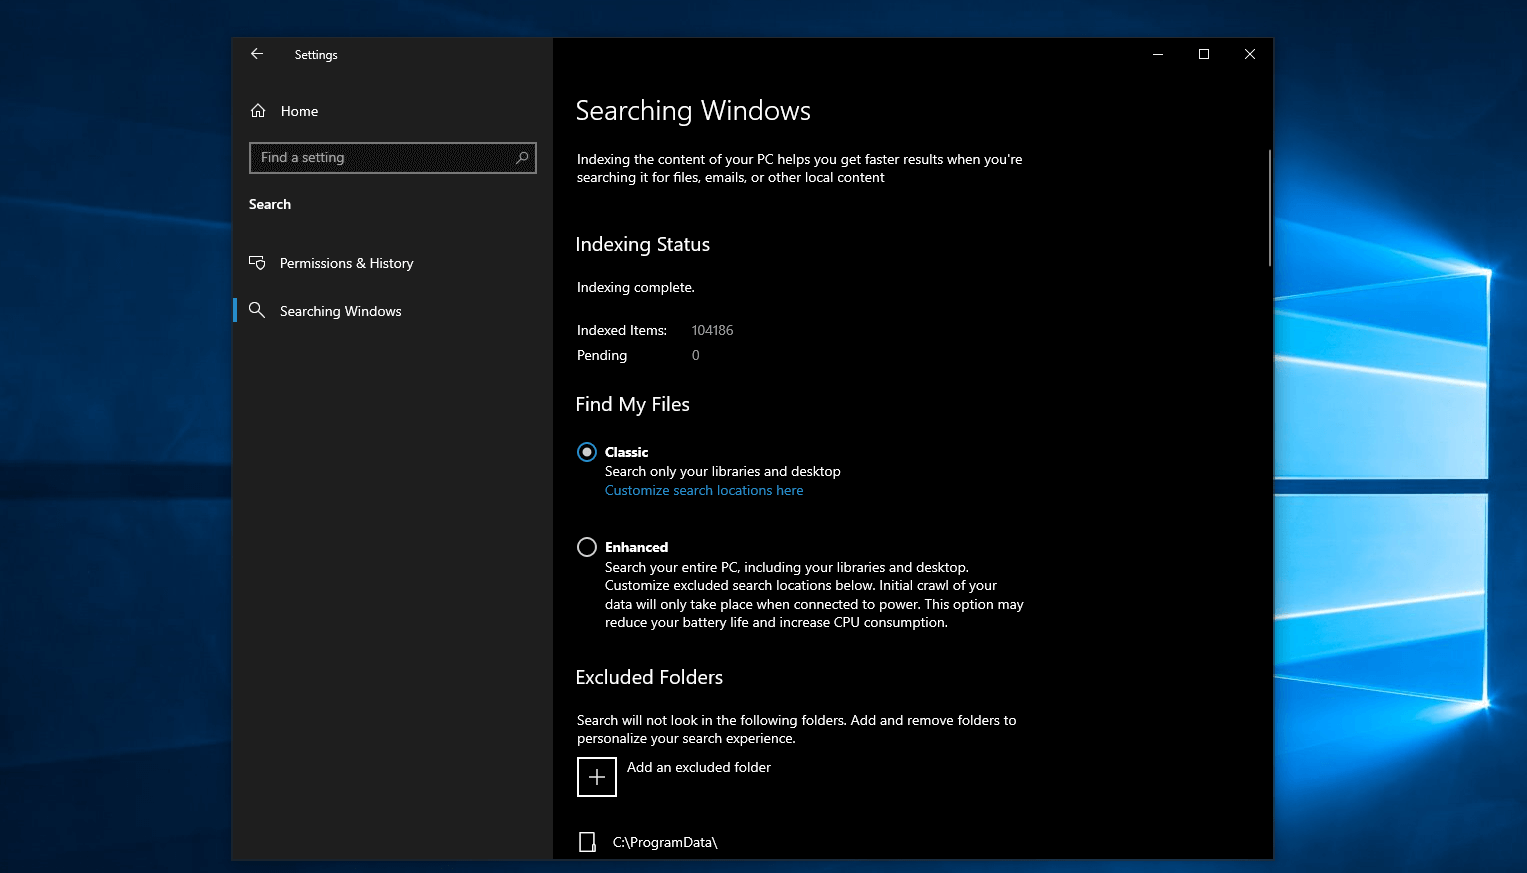 Settings
Home
Find a setting
Search
Permissions & History
Searching Windows
Searching Windows
Indexing the content of your PC helps you get faster results when you're
searching it for files, emails, or other local content
Indexing Status
Indexing complete.
Indexed Items: 104186
Pending 0
Find My Files
Classic
Search only your libraries and desktop
Customize search locations here
Enhanced
Search your entire PC, including your libraries and desktop.
Customize excluded search locations below. Initial crawl of your
data will only take place when connected to power. This option may
reduce your battery life and increase CPU consumption.
Excluded Folders
Search will not look in the following folders. Add and remove folders to
personalize your search experience.
Add an excluded folder
C:\ProgramData\